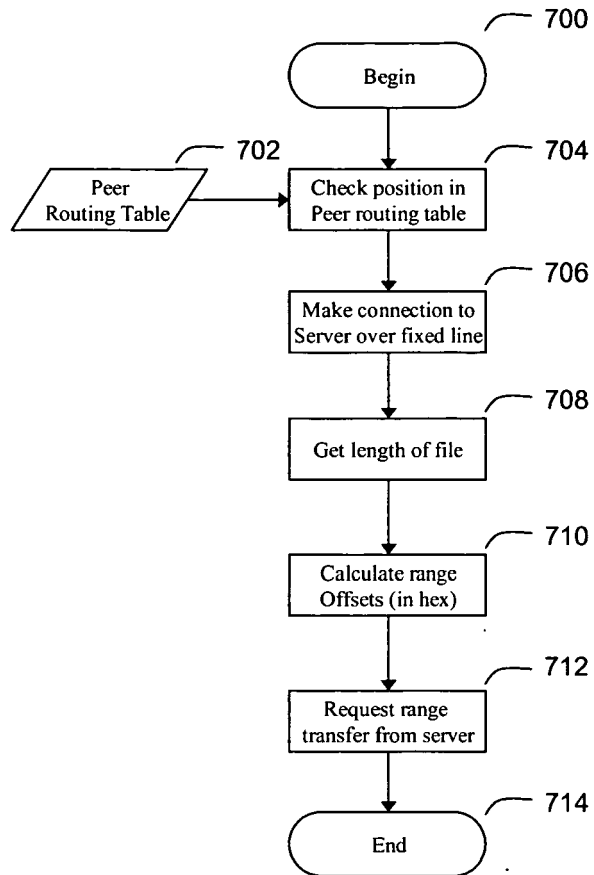 700
Begin
702
Peer
Routing Table
704
Check position in
Peer routing table
706
Make connection to
Server over fixed line
708
Get length of file
710
Calculate range
Offsets (in hex)
712
Request range
transfer from server
714
End